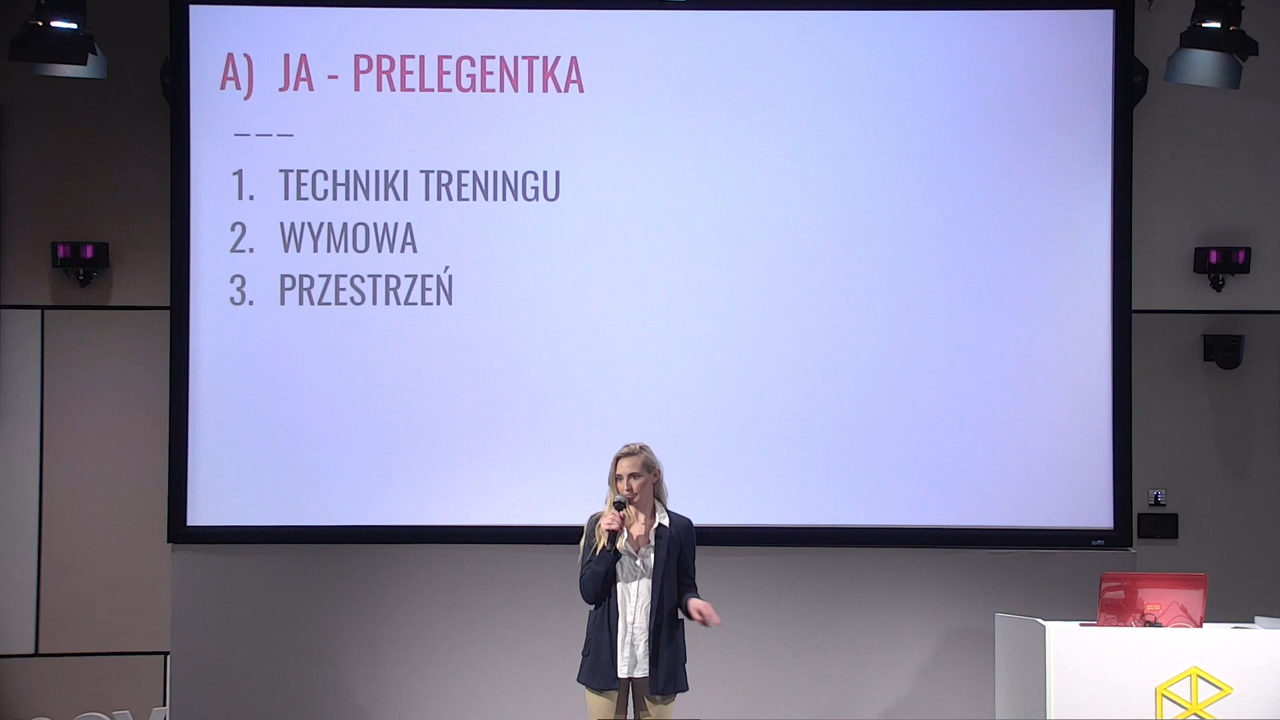 A) JA - PRELEGENTKA
---
1. TECHNIKI TRENINGU
2. WYMOWA
3. PRZESTRZEŃ